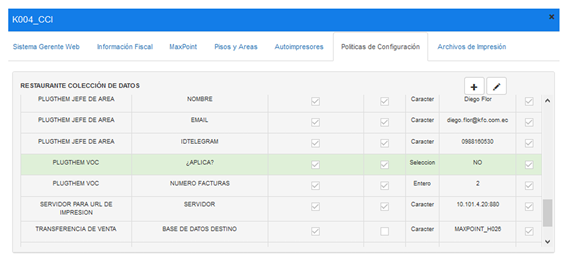 K004_CCI
Sistema Gerente Web Información Fiscal MaxPoint Pisos y Areas Autoimpresores Politicas de Configuración Archivos de Impresión
RESTAURANTE COLECCIÓN DE DATOS
PLUGTHEM JEFE DE AREA NOMBRE Caracter Diego Flor
PLUGTHEM JEFE DE AREA EMAIL Caracter diego.flor@kfc.com.ec
PLUGTHEM JEFE DE AREA IDTELEGRAM Caracter 0988160530
PLUGTHEM VOC ¿APLICA? Seleccion NO
PLUGTHEM VOC NUMERO FACTURAS Entero 2
SERVIDOR PARA URL DE IMPRESION SERVIDOR Caracter 10.101.4.20:880
TRANSFERENCIA DE VENTA BASE DE DATOS DESTINO Caracter MAXPOINT_H025